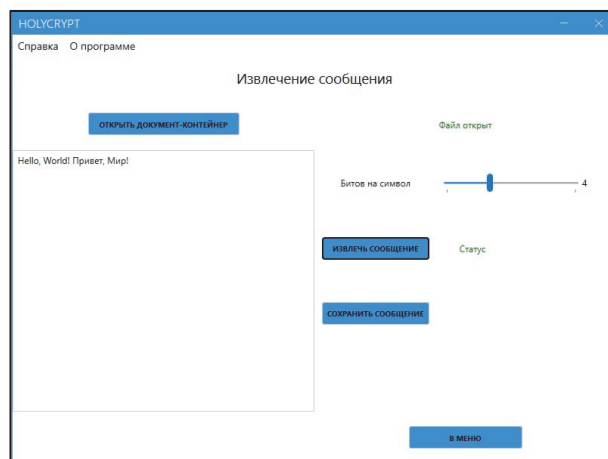 HOLYCRYPT
Справка О программе
Извлечение сообщения
ОТКРЫТЬ ДОКУМЕНТ-КОНТЕЙНЕР
Файл открыт
Hello, World! Привет, Мир!
Битов на символ
4
ИЗВЛЕЧЬ СООБЩЕНИЕ
Статус
СОХРАНИТЬ СООБЩЕНИЕ
В МЕНЮ